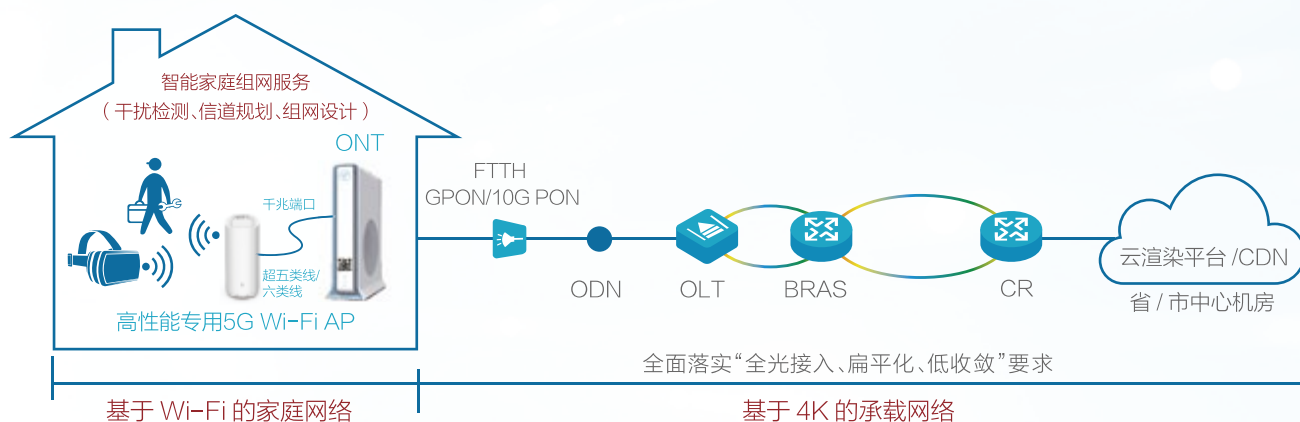 智能家庭组网服务
（干扰检测、信道规划、组网设计）
ONT
千兆端口
超五类线/
六类线
高性能专用5G Wi-Fi AP
FTTH
GPON/10G PON
ODN
OLT
BRAS
CR
云渲染平台 /CDN
省 / 市中心机房
全面落实“全光接入、扁平化、低收敛”要求
基于 Wi-Fi 的家庭网络
基于 4K 的承载网络